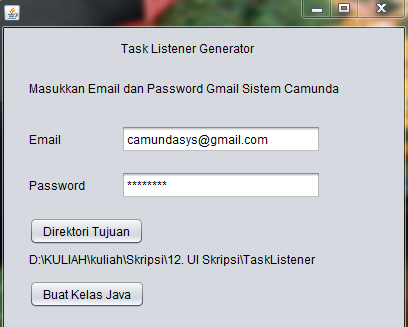 Task Listener Generator
Masukkan Email dan Password Gmail Sistem Camunda
Email
camundasys@gmail.com
Password
********
Direktori Tujuan
D:\KULIAH\kuliah\Skripsi\12. UI Skripsi\TaskListener
Buat Kelas Java